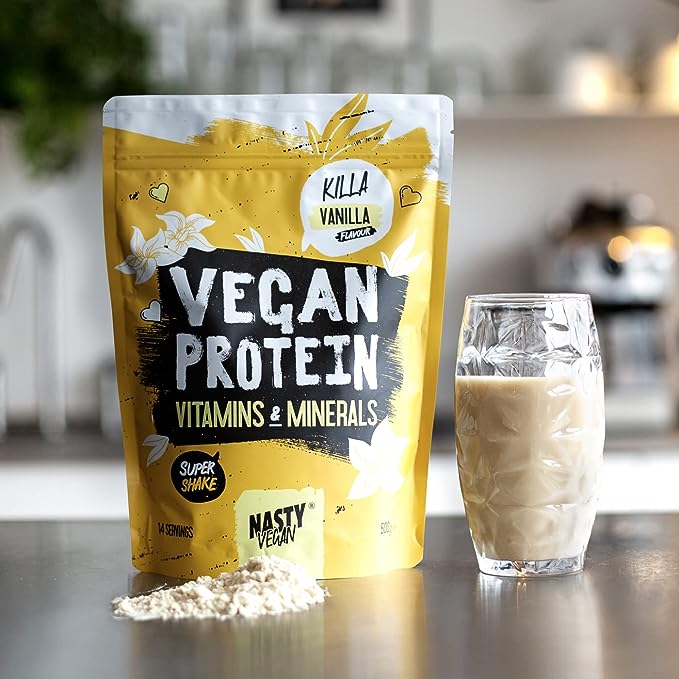 KILLA
VANILLA
FLAVOUR
VEGAN
PROTEIN
VITAMINS & MINERALS
SUPER
SHAKE
14 SERVINGS
NASTY®
VEGAN